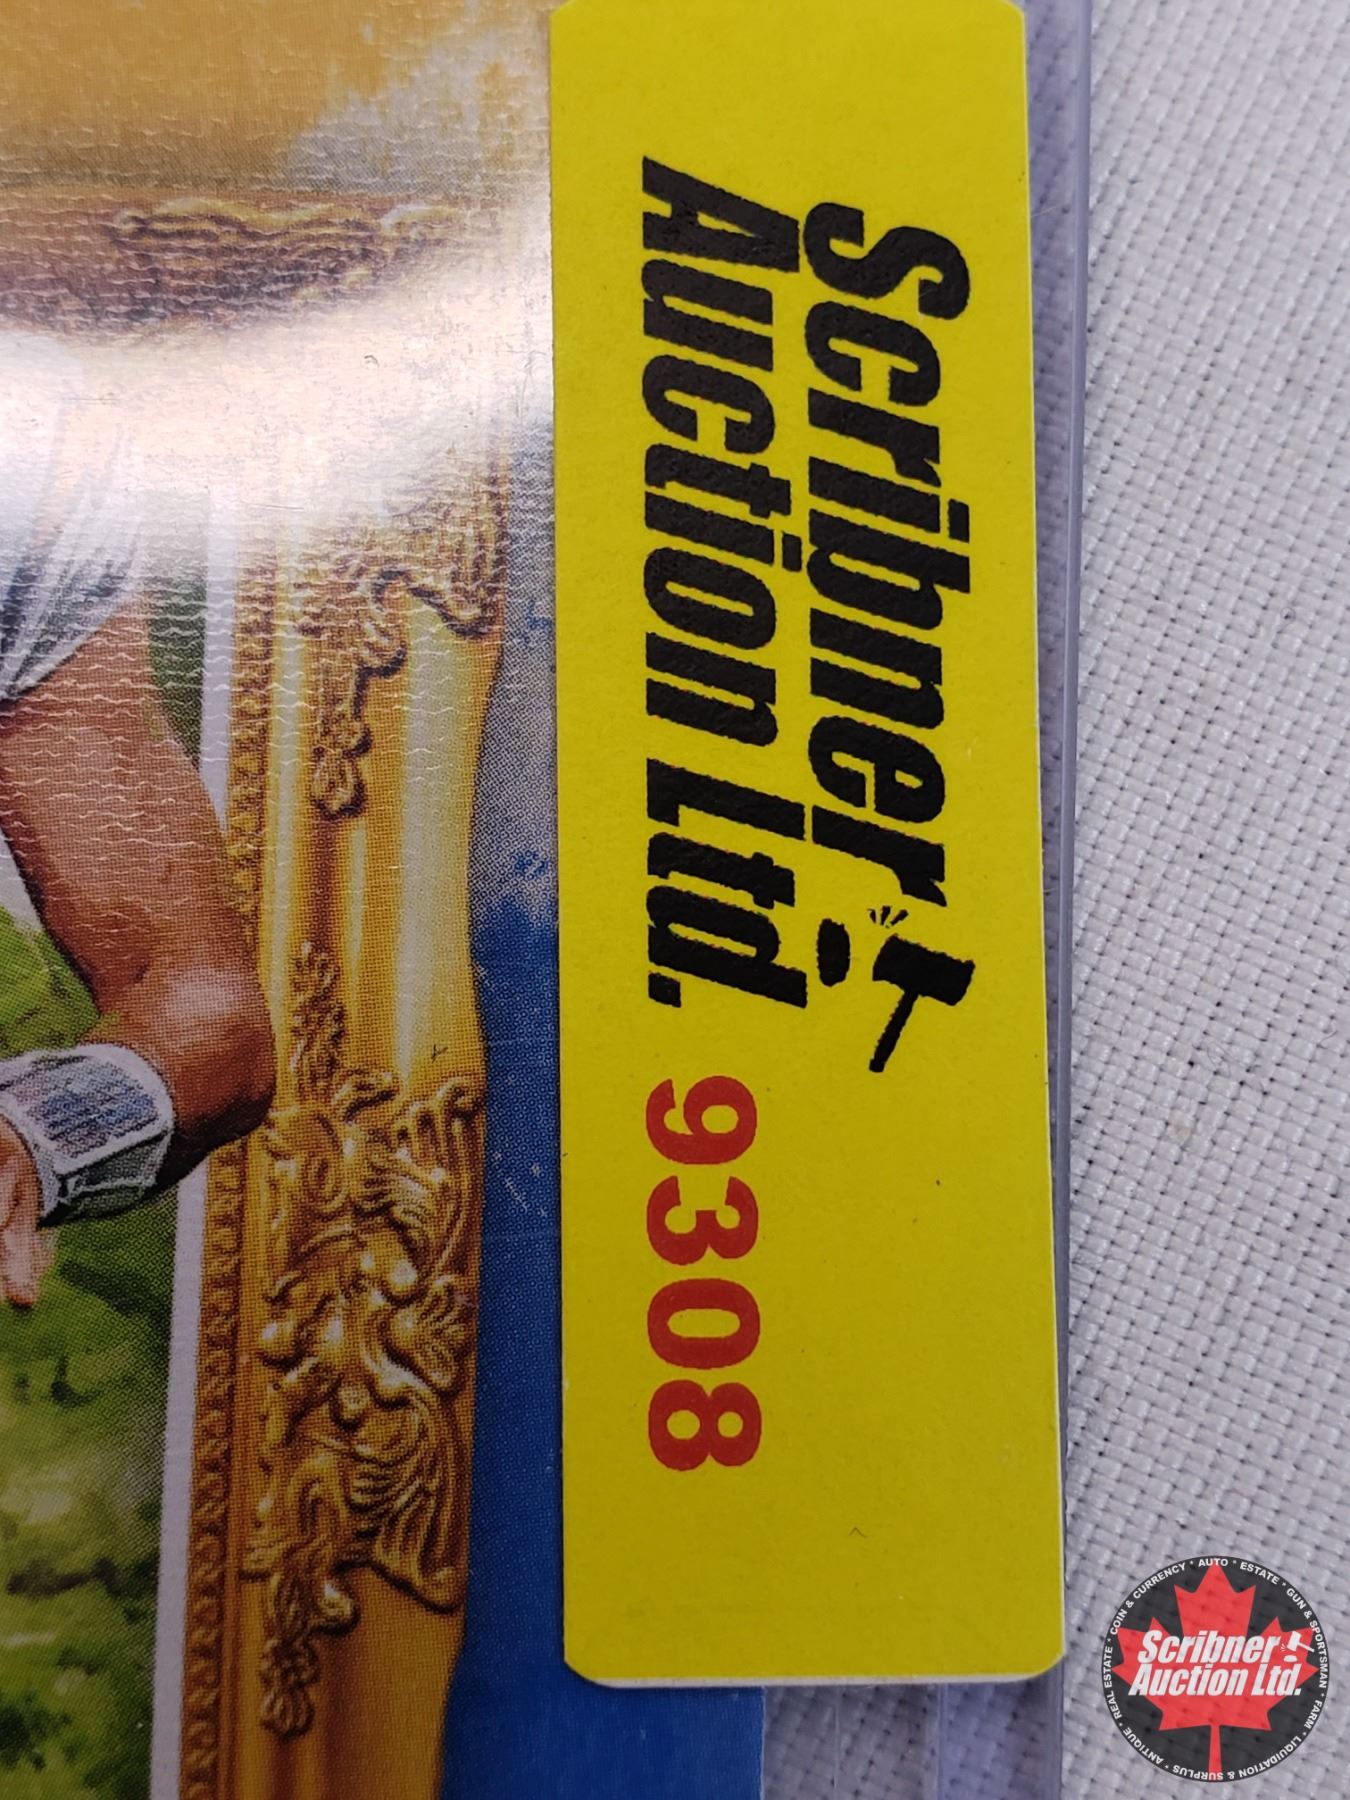 Scribner
Auction Ltd.
9308
COIN & CURRENCY * AUTO * ESTATE * GUN & SPORTSMAN * FARM * LIQUIDATION & SURPLUS * ANTIQUE * REAL ESTATE *
Scribner
Auction Ltd.